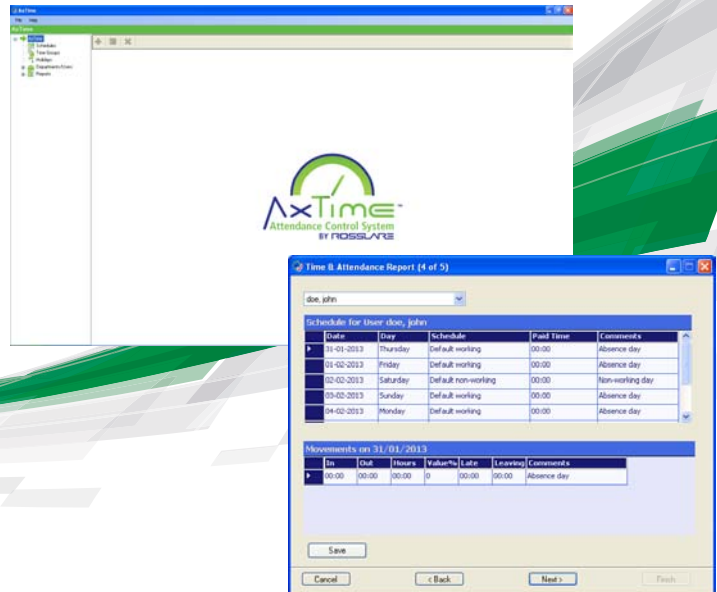 AxTime
File Help
AxTime
AxTime
Schedules
Time Groups
Holidays
Departments/Users
Reports
AxTime™
Attendance Control System
BY ROSSLARE
Time & Attendance Report (4 of 5)
doe, john
Schedule for User doe, john
Date Day Schedule Paid Time Comments
31-01-2013 Thursday Default working 00:00 Absence day
01-02-2013 Friday Default working 00:00 Absence day
02-02-2013 Saturday Default non-working 00:00 Non-working day
03-02-2013 Sunday Default working 00:00 Absence day
04-02-2013 Monday Default working 00:00 Absence day
Movements on 31/01/2013
In Out Hours Value% Late Leaving Comments
00:00 00:00 00:00 0 00:00 00:00 Absence day
Save
Cancel < Back Next > Finish